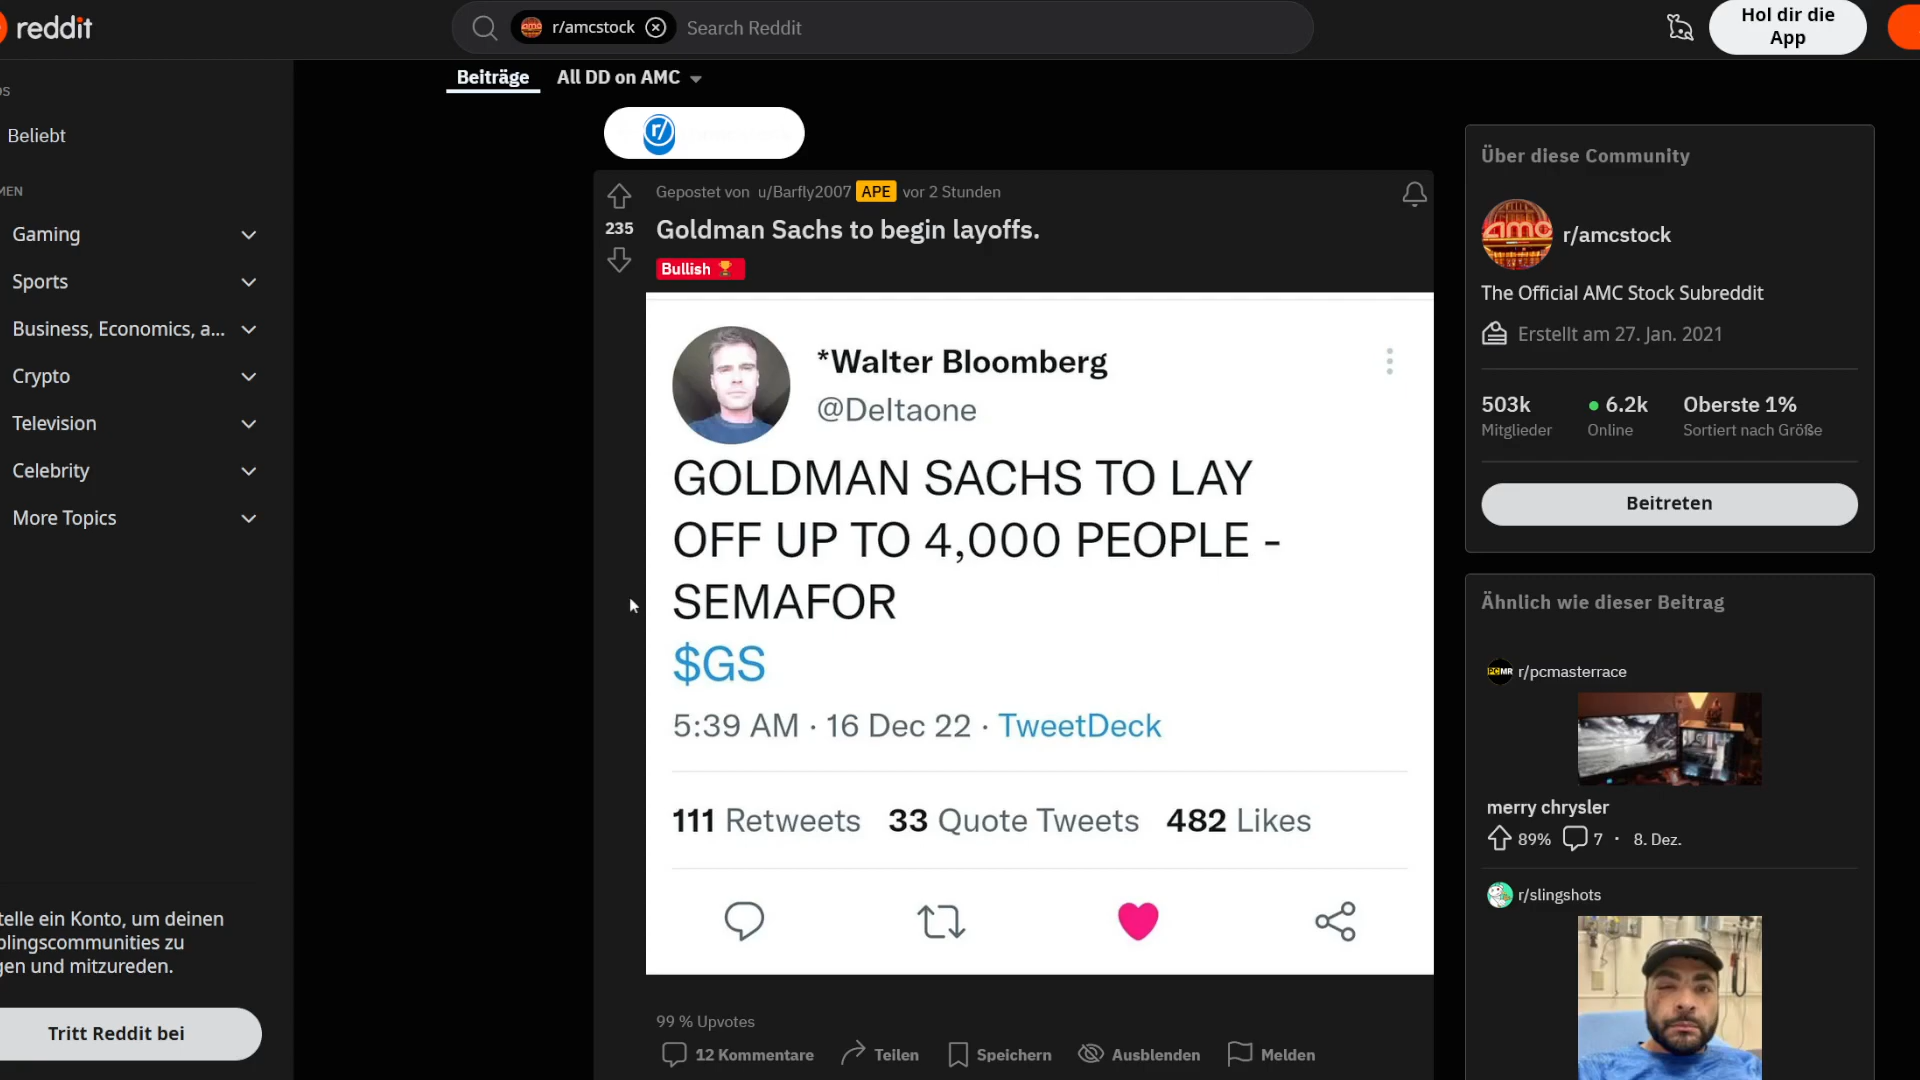 reddit
r/amcstock
Search Reddit
Hol dir die
App
Beiträge
All DD on AMC
Beliebt
Gaming
Sports
Business, Economics, a...
Crypto
Television
Celebrity
More Topics
telle ein Konto, um deinen
blingscommunities zu
gen und mitzureden.
Tritt Reddit bei
r/
Gepostet von u/Barfly2007 APE vor 2 Stunden
235
Goldman Sachs to begin layoffs.
Bullish
*Walter Bloomberg
@Deltaone
GOLDMAN SACHS TO LAY
OFF UP TO 4,000 PEOPLE -
SEMAFOR
$GS
5:39 AM · 16 Dec 22 · TweetDeck
111 Retweets 33 Quote Tweets 482 Likes
99 % Upvotes
12 Kommentare Teilen Speichern Ausblenden Melden
Über diese Community
amc
r/amcstock
The Official AMC Stock Subreddit
Erstellt am 27. Jan. 2021
503k 6.2k Oberste 1%
Mitglieder Online Sortiert nach Größe
Beitreten
Ähnlich wie dieser Beitrag
PCMR r/pcmasterrace
merry chrysler
89% 7 · 8. Dez.
r/slingshots